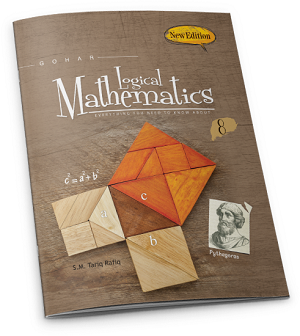 New Edition
GOHAR
Logical
Mathematics
EVERYTHING YOU NEED TO KNOW ABOUT
8
c²=a²+b²
a
c
b
Pythagoras
S.M. Tariq Rafiq